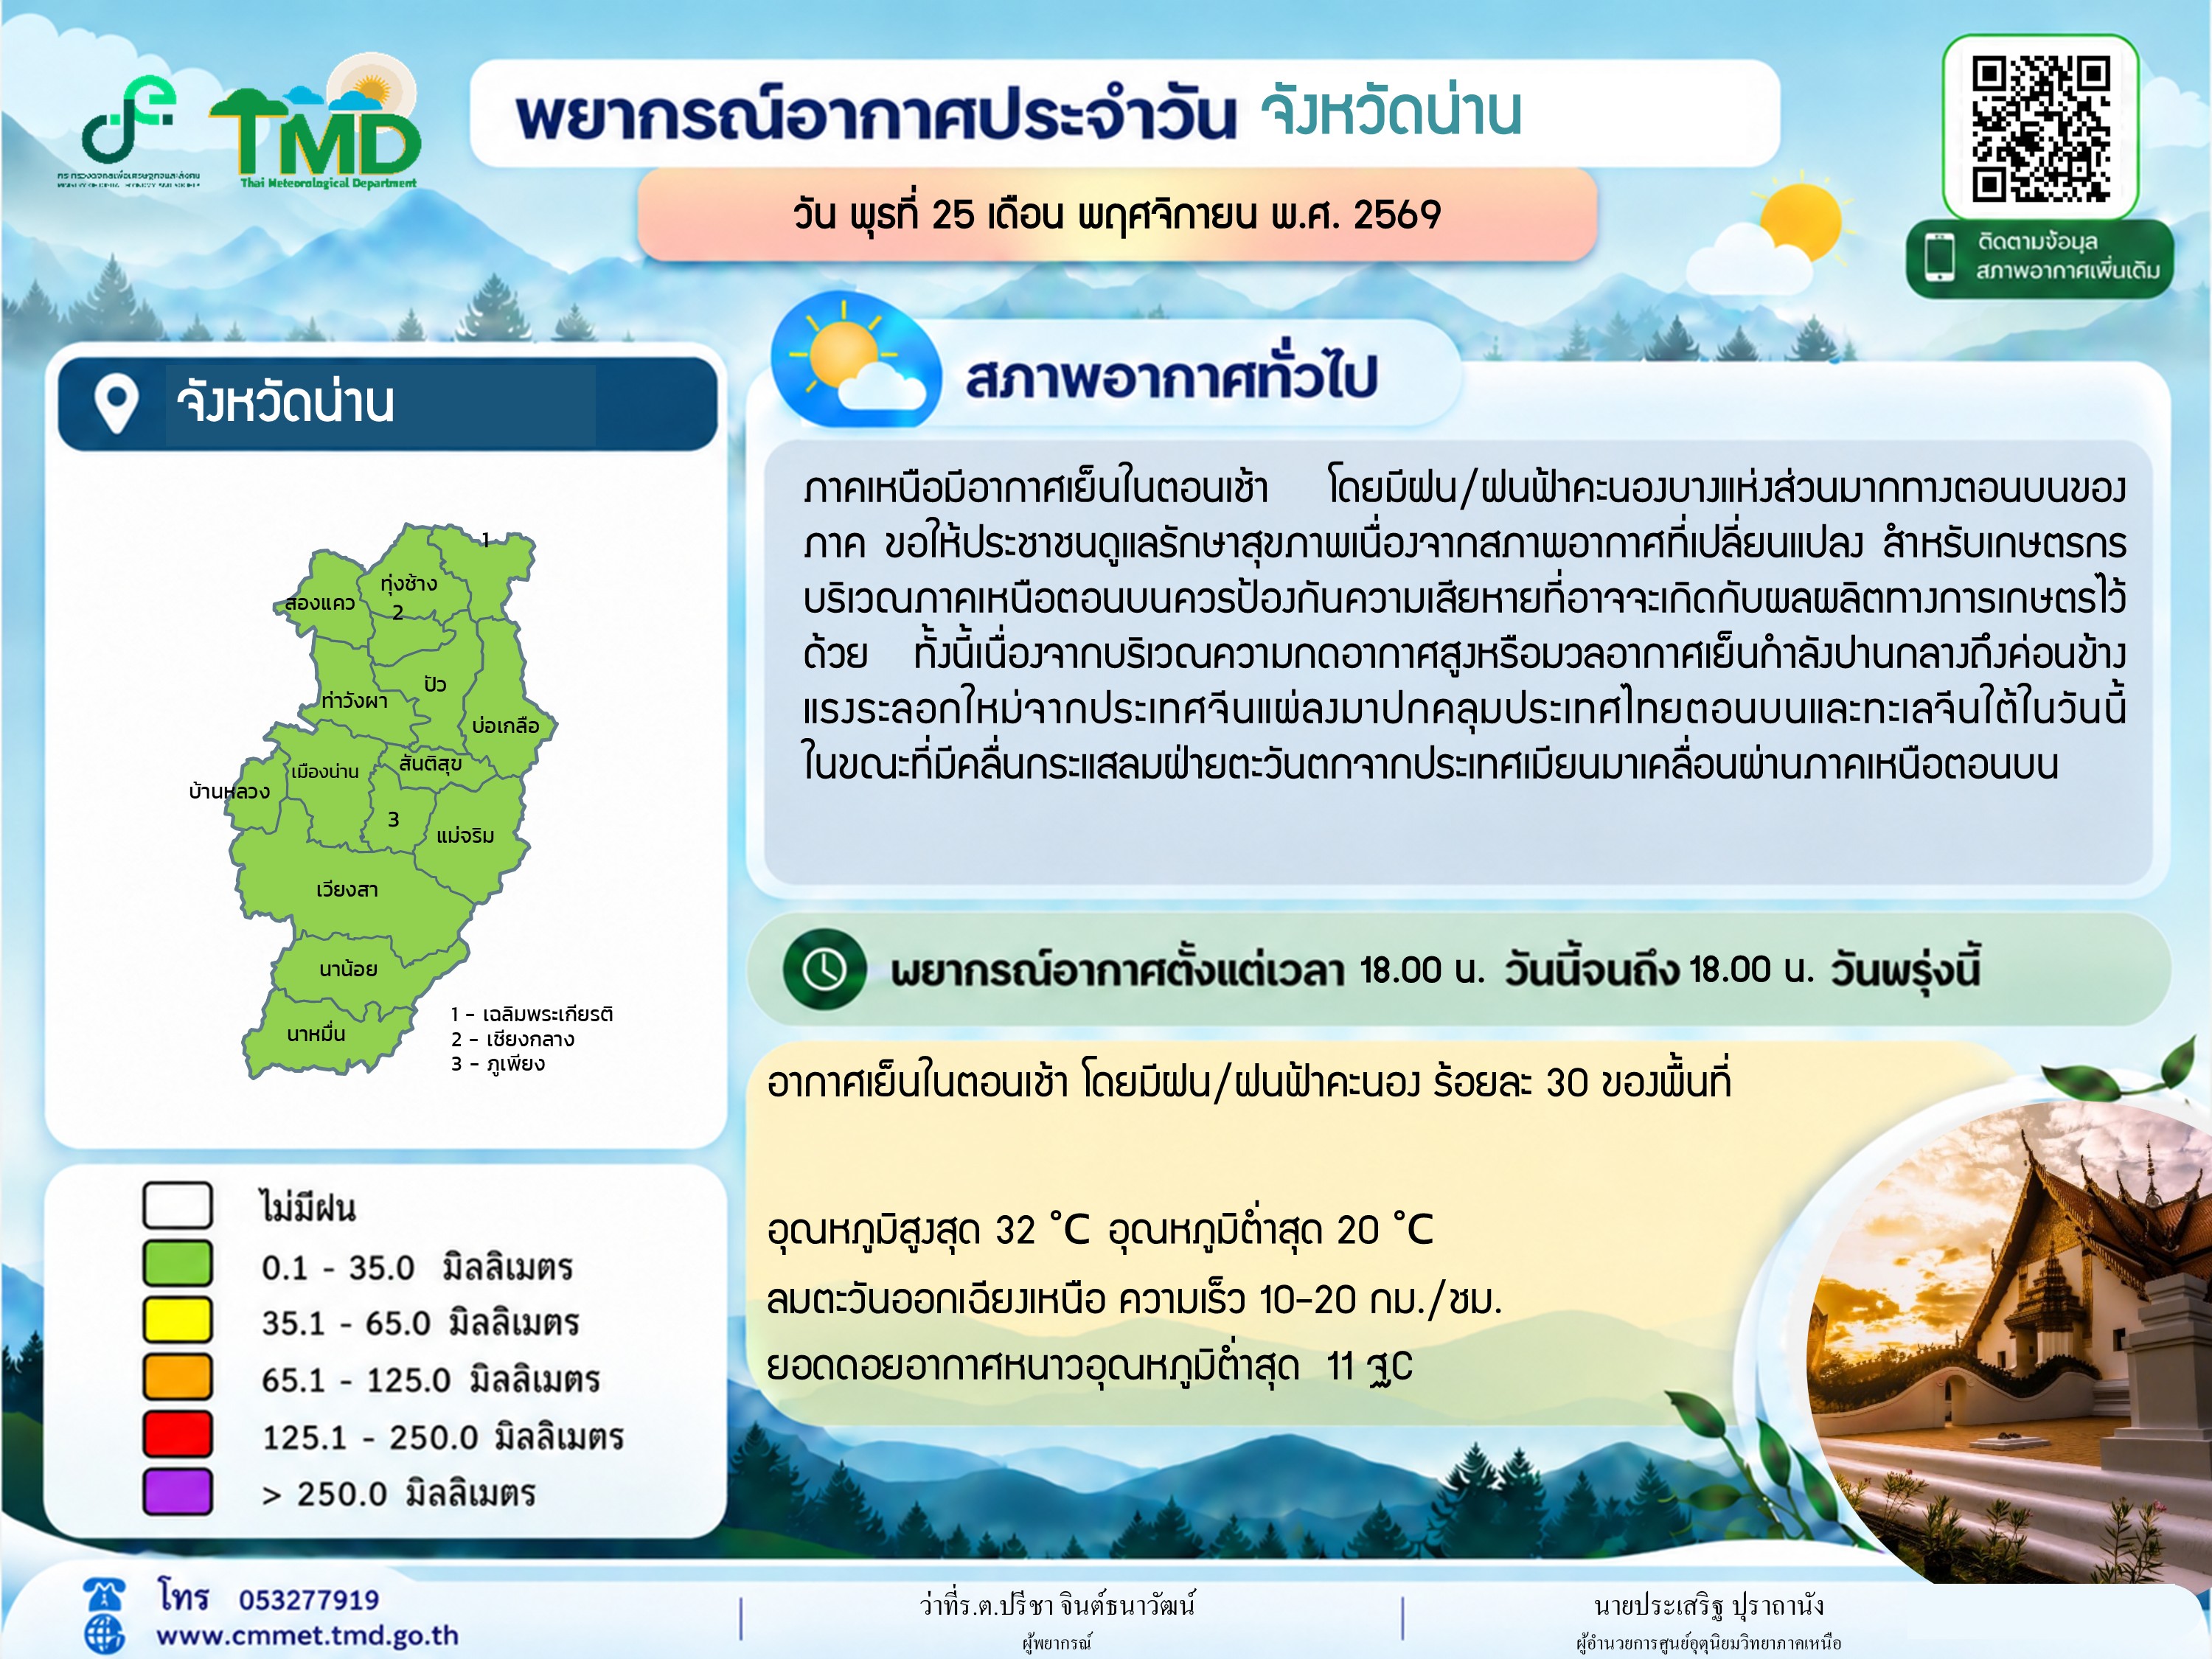 พยากรณ์อากาศประจำวัน จังหวัดน่าน
TMD
Thai Meteorological Department
วัน พุธที่ 25 เดือน พฤศจิกายน พ.ศ. 2569
ติดตามข้อมูล
สภาพอากาศเพิ่มเติม
จังหวัดน่าน
1
ทุ่งช้าง
สองแคว
2
ปัว
ท่าวังผา
บ่อเกลือ
สันติสุข
เมืองน่าน
บ้านหลวง
3
แม่จริม
เวียงสา
นาน้อย
นาหมื่น
1 - เฉลิมพระเกียรติ
2 - เชียงกลาง
3 - ภูเพียง
ไม่มีฝน
0.1 - 35.0 มิลลิเมตร
35.1 - 65.0 มิลลิเมตร
65.1 - 125.0 มิลลิเมตร
125.1 - 250.0 มิลลิเมตร
> 250.0 มิลลิเมตร
สภาพอากาศทั่วไป
ภาคเหนือมีอากาศเย็นในตอนเช้า โดยมีฝน/ฝนฟ้าคะนองบางแห่งส่วนมากทางตอนบนของ
ภาค ขอให้ประชาชนดูแลรักษาสุขภาพเนื่องจากสภาพอากาศที่เปลี่ยนแปลง สำหรับเกษตรกร
บริเวณภาคเหนือตอนบนควรป้องกันความเสียหายที่อาจจะเกิดกับผลผลิตทางการเกษตรไว้
ด้วย ทั้งนี้เนื่องจากบริเวณความกดอากาศสูงหรือมวลอากาศเย็นกำลังปานกลางถึงค่อนข้าง
แรงระลอกใหม่จากประเทศจีนแผ่ลงมาปกคลุมประเทศไทยตอนบนและทะเลจีนใต้ในวันนี้
ในขณะที่มีคลื่นกระแสลมฝ่ายตะวันตกจากประเทศเมียนมาเคลื่อนผ่านภาคเหนือตอนบน
พยากรณ์อากาศตั้งแต่เวลา 18.00 น. วันนี้จนถึง 18.00 น. วันพรุ่งนี้
อากาศเย็นในตอนเช้า โดยมีฝน/ฝนฟ้าคะนอง ร้อยละ 30 ของพื้นที่
อุณหภูมิสูงสุด 32 °C อุณหภูมิต่ำสุด 20 °C
ลมตะวันออกเฉียงเหนือ ความเร็ว 10-20 กม./ชม.
ยอดดอยอากาศหนาวอุณหภูมิต่ำสุด 11 ฐC
โทร 053277919
www.cmmet.tmd.go.th
ว่าที่ร.ต.ปรีชา จินต์ธนาวัฒน์
ผู้พยากรณ์
นายประเสริฐ ปุราถานัง
ผู้อำนวยการศูนย์อุตุนิยมวิทยาภาคเหนือ